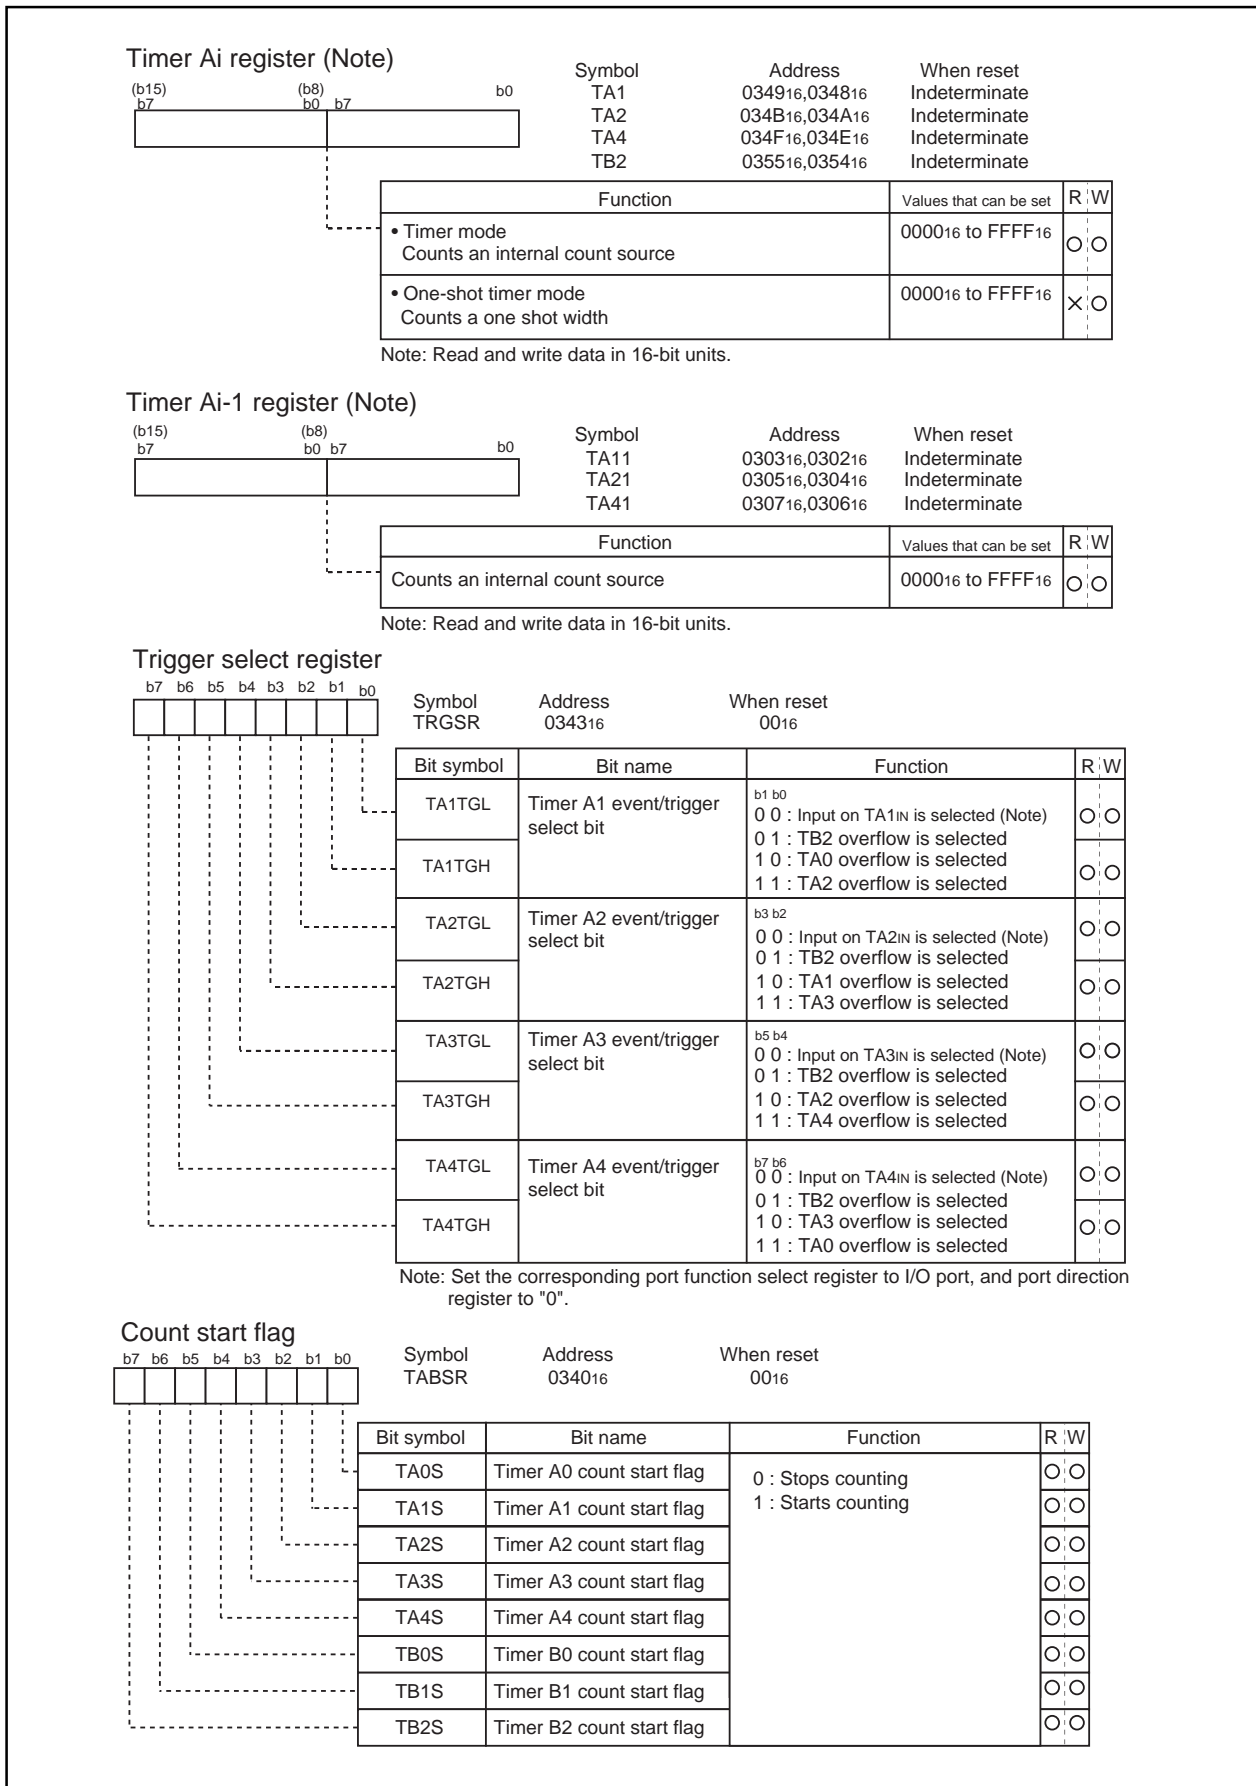 Timer Ai register (Note)
Symbol Address When reset
(b15) (b8)
b7 b0 b7 b0
TA1 034916,034816 Indeterminate
TA2 034B16,034A16 Indeterminate
TA4 034F16,034E16 Indeterminate
TB2 035516,035416 Indeterminate
Function Values that can be set R W
• Timer mode 000016 to FFFF16
Counts an internal count source
• One-shot timer mode 000016 to FFFF16
Counts a one shot width
Note: Read and write data in 16-bit units.
Timer Ai-1 register (Note)
(b15) (b8)
b7 b0 b7 b0
Symbol Address When reset
TA11 030316,030216 Indeterminate
TA21 030516,030416 Indeterminate
TA41 030716,030616 Indeterminate
Function Values that can be set R W
Counts an internal count source 000016 to FFFF16
Note: Read and write data in 16-bit units.
Trigger select register
b7 b6 b5 b4 b3 b2 b1 b0
Symbol Address When reset
TRGSR 034316 0016
Bit symbol Bit name Function R W
TA1TGL
TA1TGH
Timer A1 event/trigger
select bit
b1 b0
0 0 : Input on TA1IN is selected (Note)
0 1 : TB2 overflow is selected
1 0 : TA0 overflow is selected
1 1 : TA2 overflow is selected
TA2TGL
TA2TGH
Timer A2 event/trigger
select bit
b3 b2
0 0 : Input on TA2IN is selected (Note)
0 1 : TB2 overflow is selected
1 0 : TA1 overflow is selected
1 1 : TA3 overflow is selected
TA3TGL
TA3TGH
Timer A3 event/trigger
select bit
b5 b4
0 0 : Input on TA3IN is selected (Note)
0 1 : TB2 overflow is selected
1 0 : TA2 overflow is selected
1 1 : TA4 overflow is selected
TA4TGL
TA4TGH
Timer A4 event/trigger
select bit
b7 b6
0 0 : Input on TA4IN is selected (Note)
0 1 : TB2 overflow is selected
1 0 : TA3 overflow is selected
1 1 : TA0 overflow is selected
Note: Set the corresponding port function select register to I/O port, and port direction
register to "0".
Count start flag
b7 b6 b5 b4 b3 b2 b1 b0
Symbol Address When reset
TABSR 034016 0016
Bit symbol Bit name Function R W
TA0S Timer A0 count start flag 0 : Stops counting
TA1S Timer A1 count start flag 1 : Starts counting
TA2S Timer A2 count start flag
TA3S Timer A3 count start flag
TA4S Timer A4 count start flag
TB0S Timer B0 count start flag
TB1S Timer B1 count start flag
TB2S Timer B2 count start flag